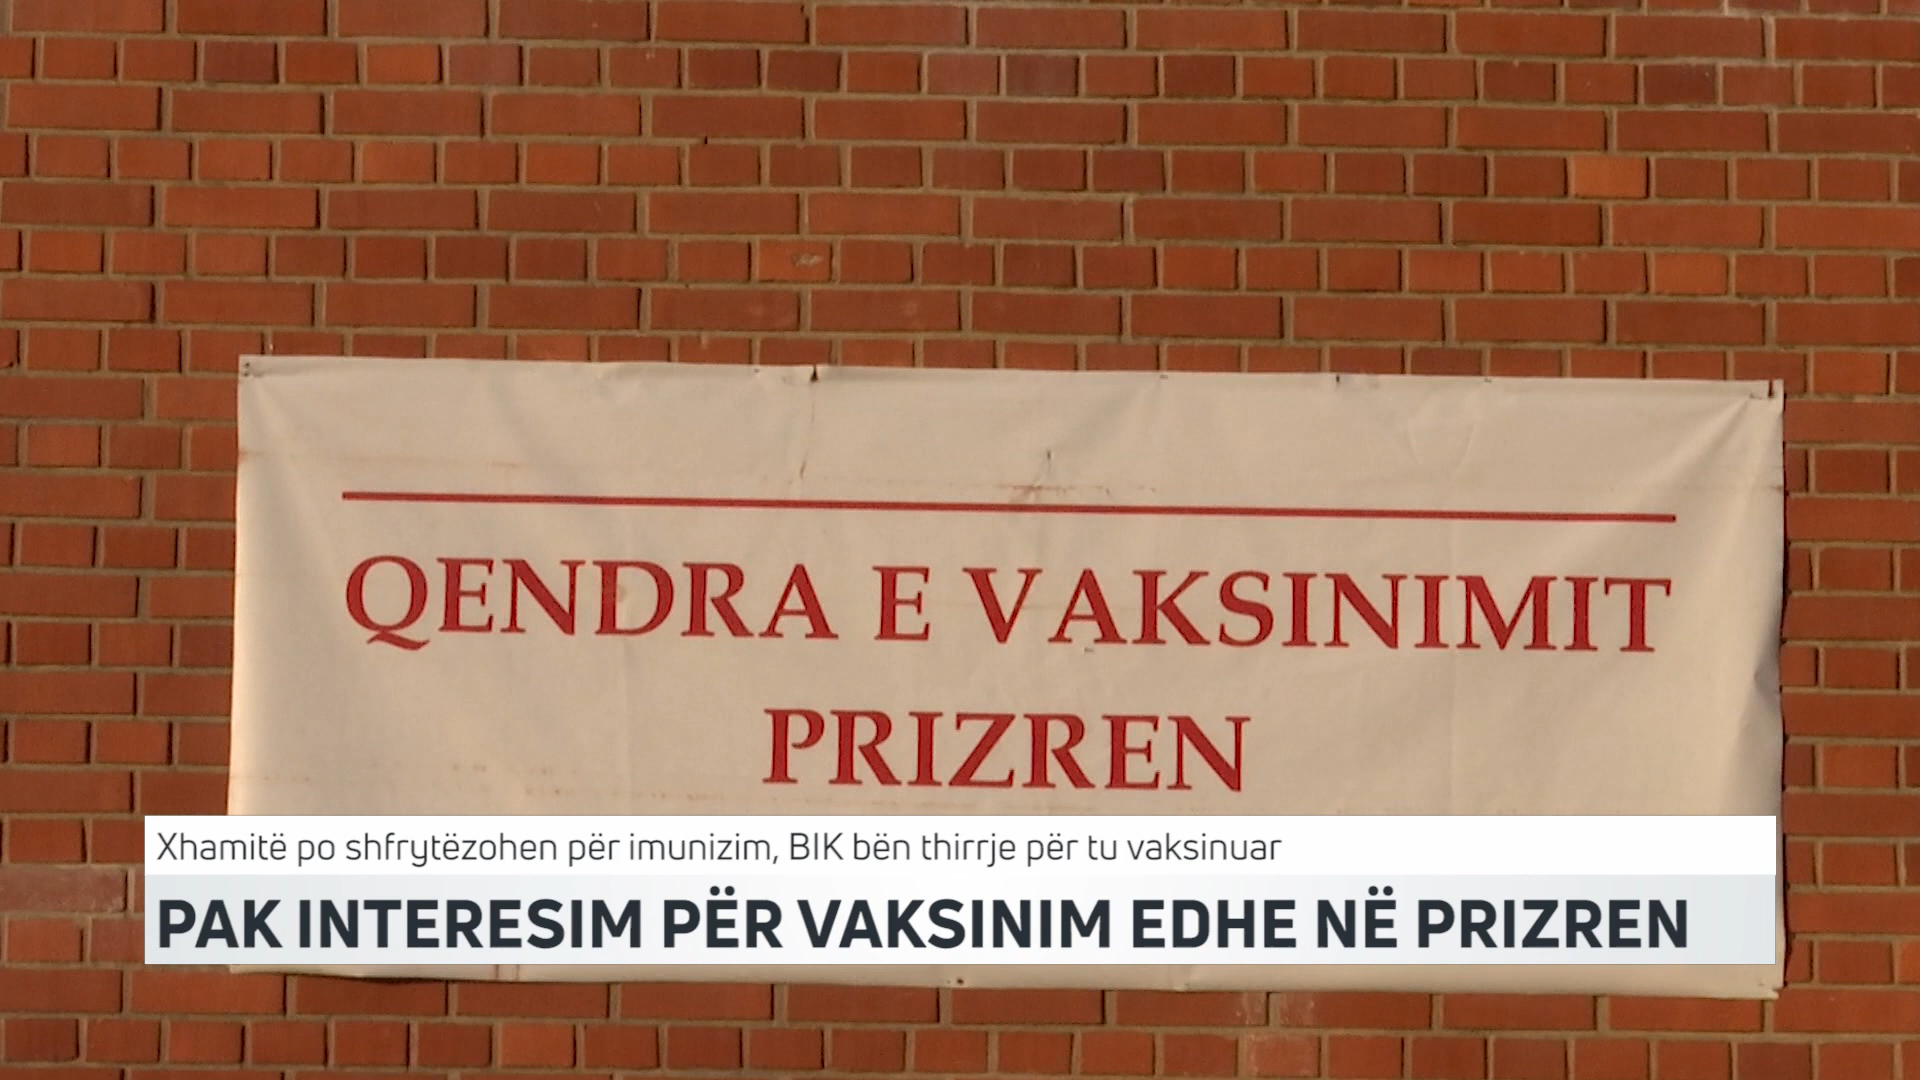 QENDRA E VAKSINIMIT
PRIZREN
Xhamitë po shfrytëzohen për imunizim, BIK bën thirrje për tu vaksinuar
PAK INTERESIM PËR VAKSINIM EDHE NË PRIZREN